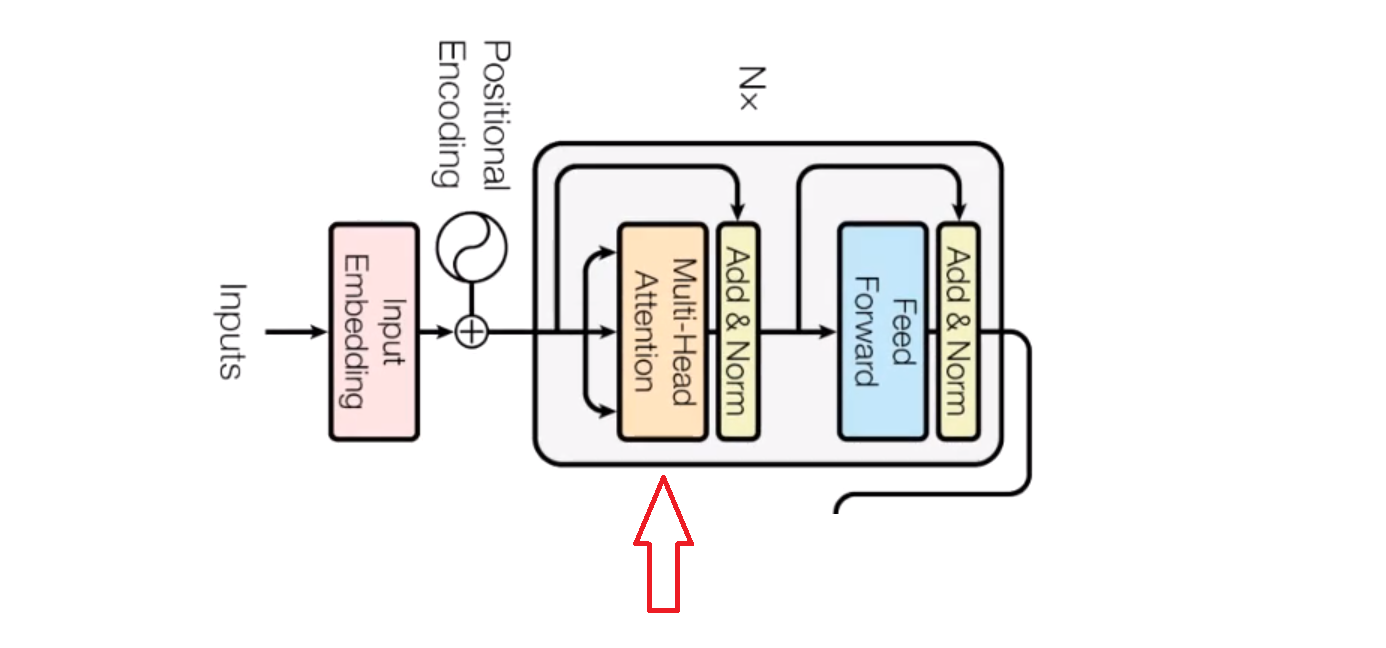 Inputs
Input
Embedding
Positional
Encoding
Nx
Multi-Head
Attention
Add & Norm
Feed
Forward
Add & Norm